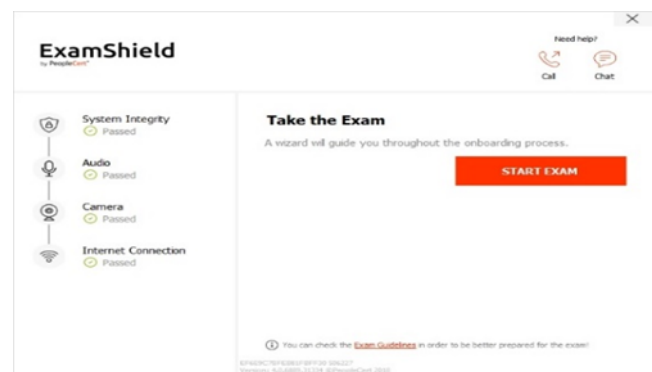 Need help?
ExamShield
by PeopleCert
Call Chat
System Integrity
Passed
Audio
Passed
Camera
Passed
Internet Connection
Passed
Take the Exam
A wizard will guide you throughout the onboarding process.
START EXAM
You can check the Exam Guidelines in order to be better prepared for the exam!